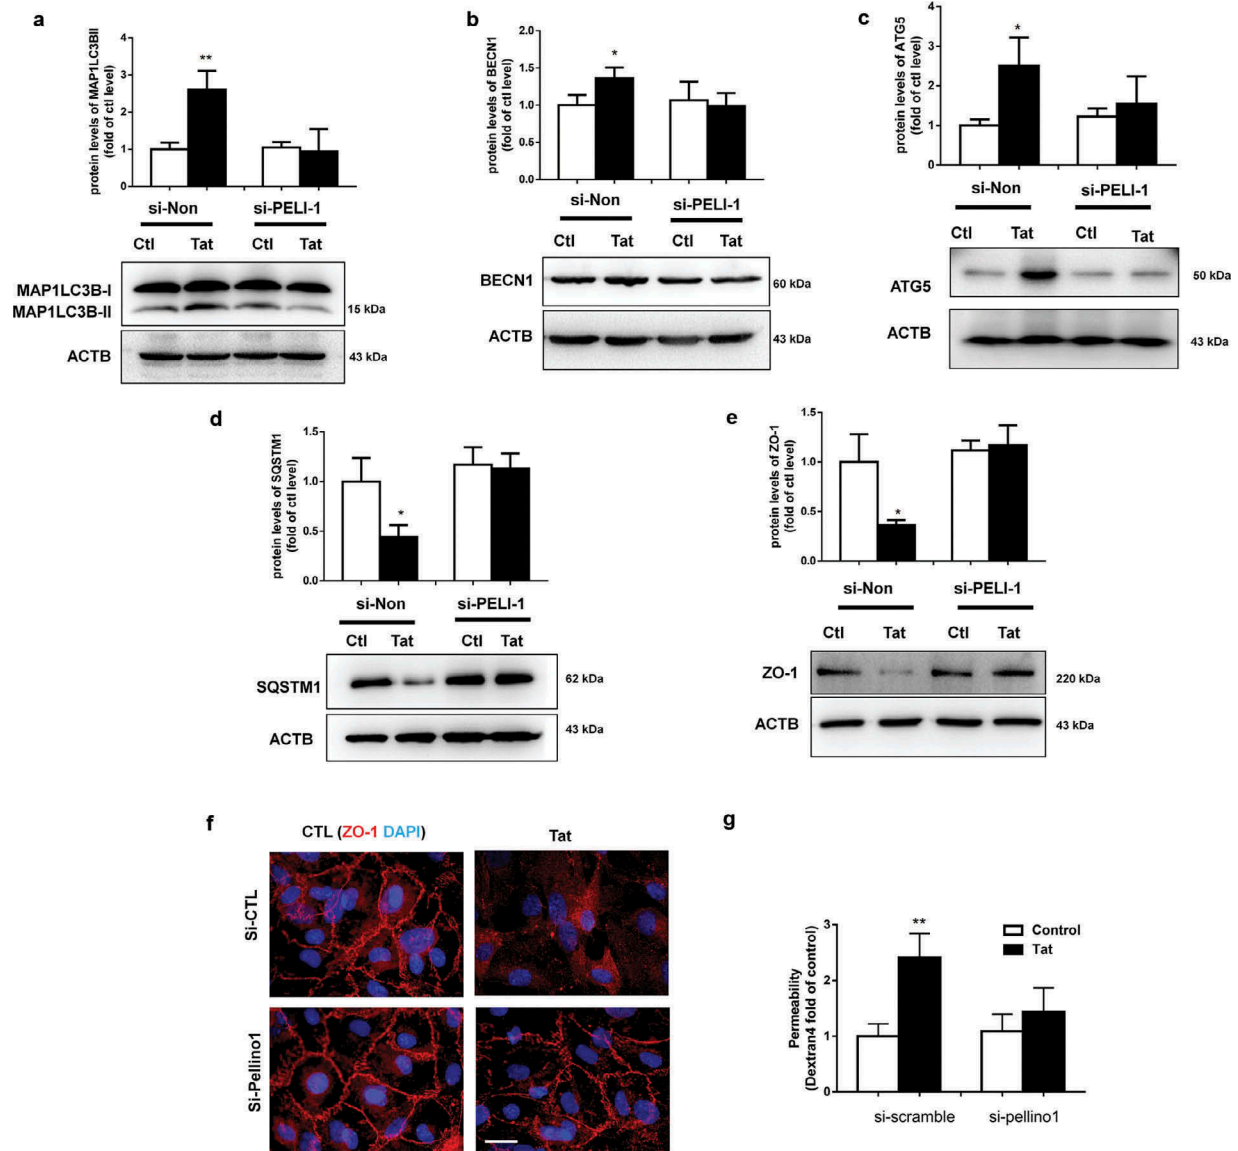 a
protein levels of MAP1LC3BII
(fold of ctl level)
4
3
2
1
0
**
si-Non
si-PELI-1
Ctl
Tat
Ctl
Tat
MAP1LC3B-I
MAP1LC3B-II
15 kDa
ACTB
43 kDa
b
protein levels of BECN1
(fold of ctl level)
2.0
1.5
1.0
0.5
0.0
*
si-Non
si-PELI-1
Ctl
Tat
Ctl
Tat
BECN1
60 kDa
ACTB
43 kDa
c
protein levels of ATG5
(fold of ctl level)
4
3
2
1
0
*
si-Non
si-PELI-1
Ctl
Tat
Ctl
Tat
ATG5
50 kDa
ACTB
43 kDa
d
protein levels of SQSTM1
(fold of ctl level)
1.5
1.0
0.5
0.0
*
si-Non
si-PELI-1
Ctl
Tat
Ctl
Tat
SQSTM1
62 kDa
ACTB
43 kDa
e
protein levels of ZO-1
(fold of ctl level)
1.5
1.0
0.5
0.0
*
si-Non
si-PELI-1
Ctl
Tat
Ctl
Tat
ZO-1
220 kDa
ACTB
43 kDa
f
CTL (ZO-1 DAPI)
Tat
Si-CTL
Si-Pellino1
g
Permeability
(Dextran4 fold of control)
3
2
1
0
**
Control
Tat
si-scramble
si-pellino1